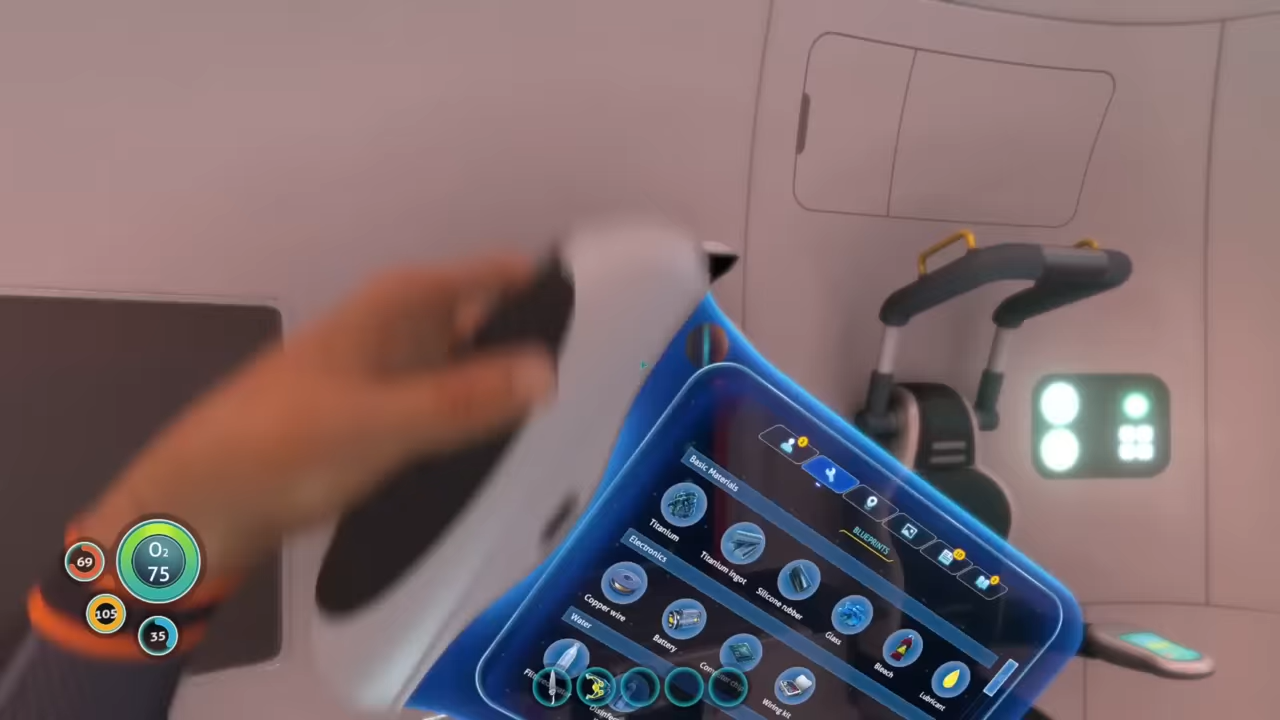 BLUEPRINTS
Basic Materials
Titanium
Titanium ingot
Silicone rubber
Glass
Bleach
Lubricant
Electronics
Copper wire
Battery
Wiring kit
Water
69
O₂
75
105
35